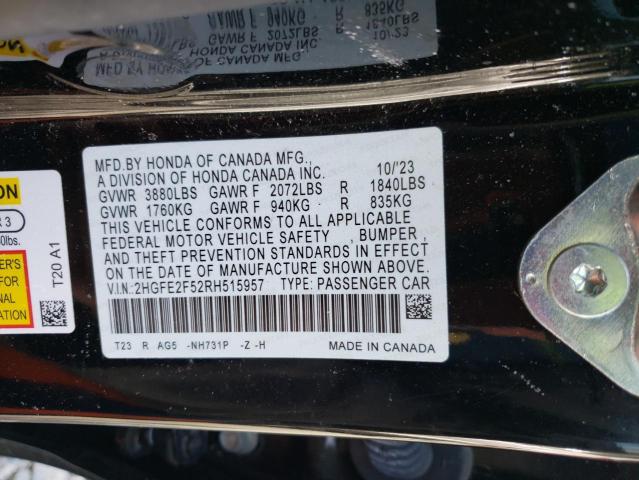 MFD.BY HONDA OF CANADA MFG., 10/'23
A DIVISION OF HONDA CANADA INC.
GVWR 3880LBS GAWR F 2072LBS R 1840LBS
GVWR 1760KG GAWR F 940KG R 835KG
THIS VEHICLE CONFORMS TO ALL APPLICABLE
FEDERAL MOTOR VEHICLE SAFETY , BUMPER ,
AND THEFT PREVENTION STANDARDS IN EFFECT
ON THE DATE OF MANUFACTURE SHOWN ABOVE.
V.I.N.:2HGFE2F52RH515957 TYPE: PASSENGER CAR
T23 R AG5 -NH731P -Z -H MADE IN CANADA
T20 A1